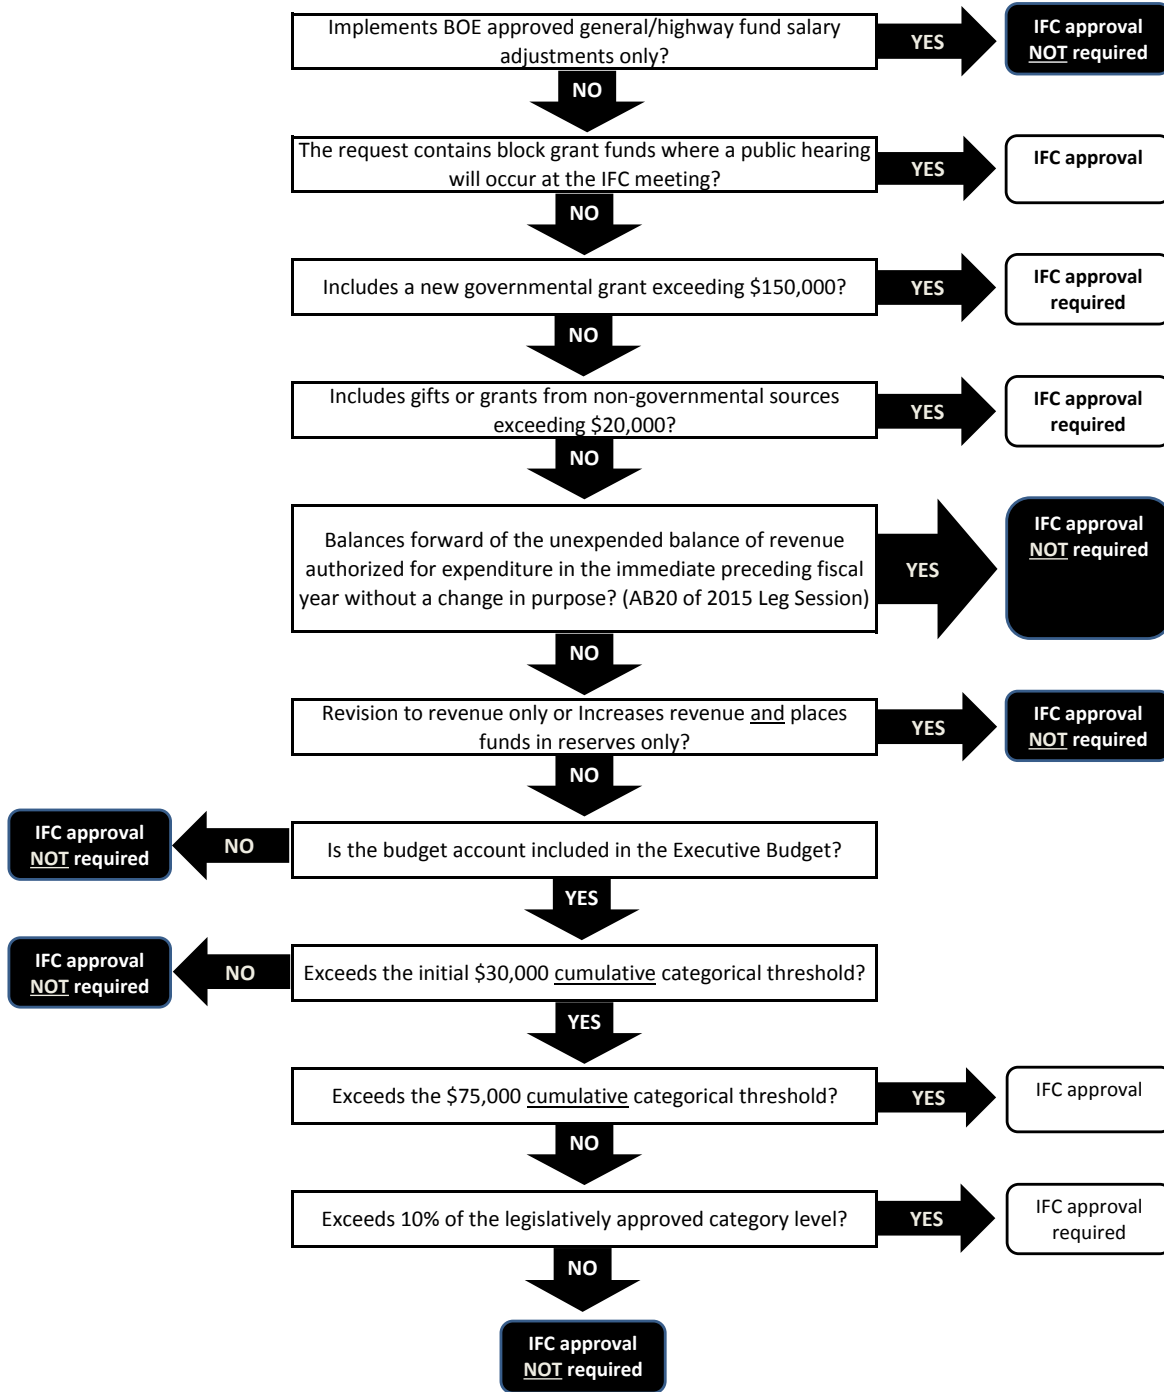 Implements BOE approved general/highway fund salary
adjustments only?
YES
IFC approval
NOT required
NO
The request contains block grant funds where a public hearing
will occur at the IFC meeting?
YES
IFC approval
NO
Includes a new governmental grant exceeding $150,000?
YES
IFC approval
required
NO
Includes gifts or grants from non-governmental sources
exceeding $20,000?
YES
IFC approval
required
NO
Balances forward of the unexpended balance of revenue
authorized for expenditure in the immediate preceding fiscal
year without a change in purpose? (AB20 of 2015 Leg Session)
YES
IFC approval
NOT required
NO
Revision to revenue only or Increases revenue and places
funds in reserves only?
YES
IFC approval
NOT required
NO
Is the budget account included in the Executive Budget?
NO
IFC approval
NOT required
YES
Exceeds the initial $30,000 cumulative categorical threshold?
NO
IFC approval
NOT required
YES
Exceeds the $75,000 cumulative categorical threshold?
YES
IFC approval
NO
Exceeds 10% of the legislatively approved category level?
YES
IFC approval
required
NO
IFC approval
NOT required